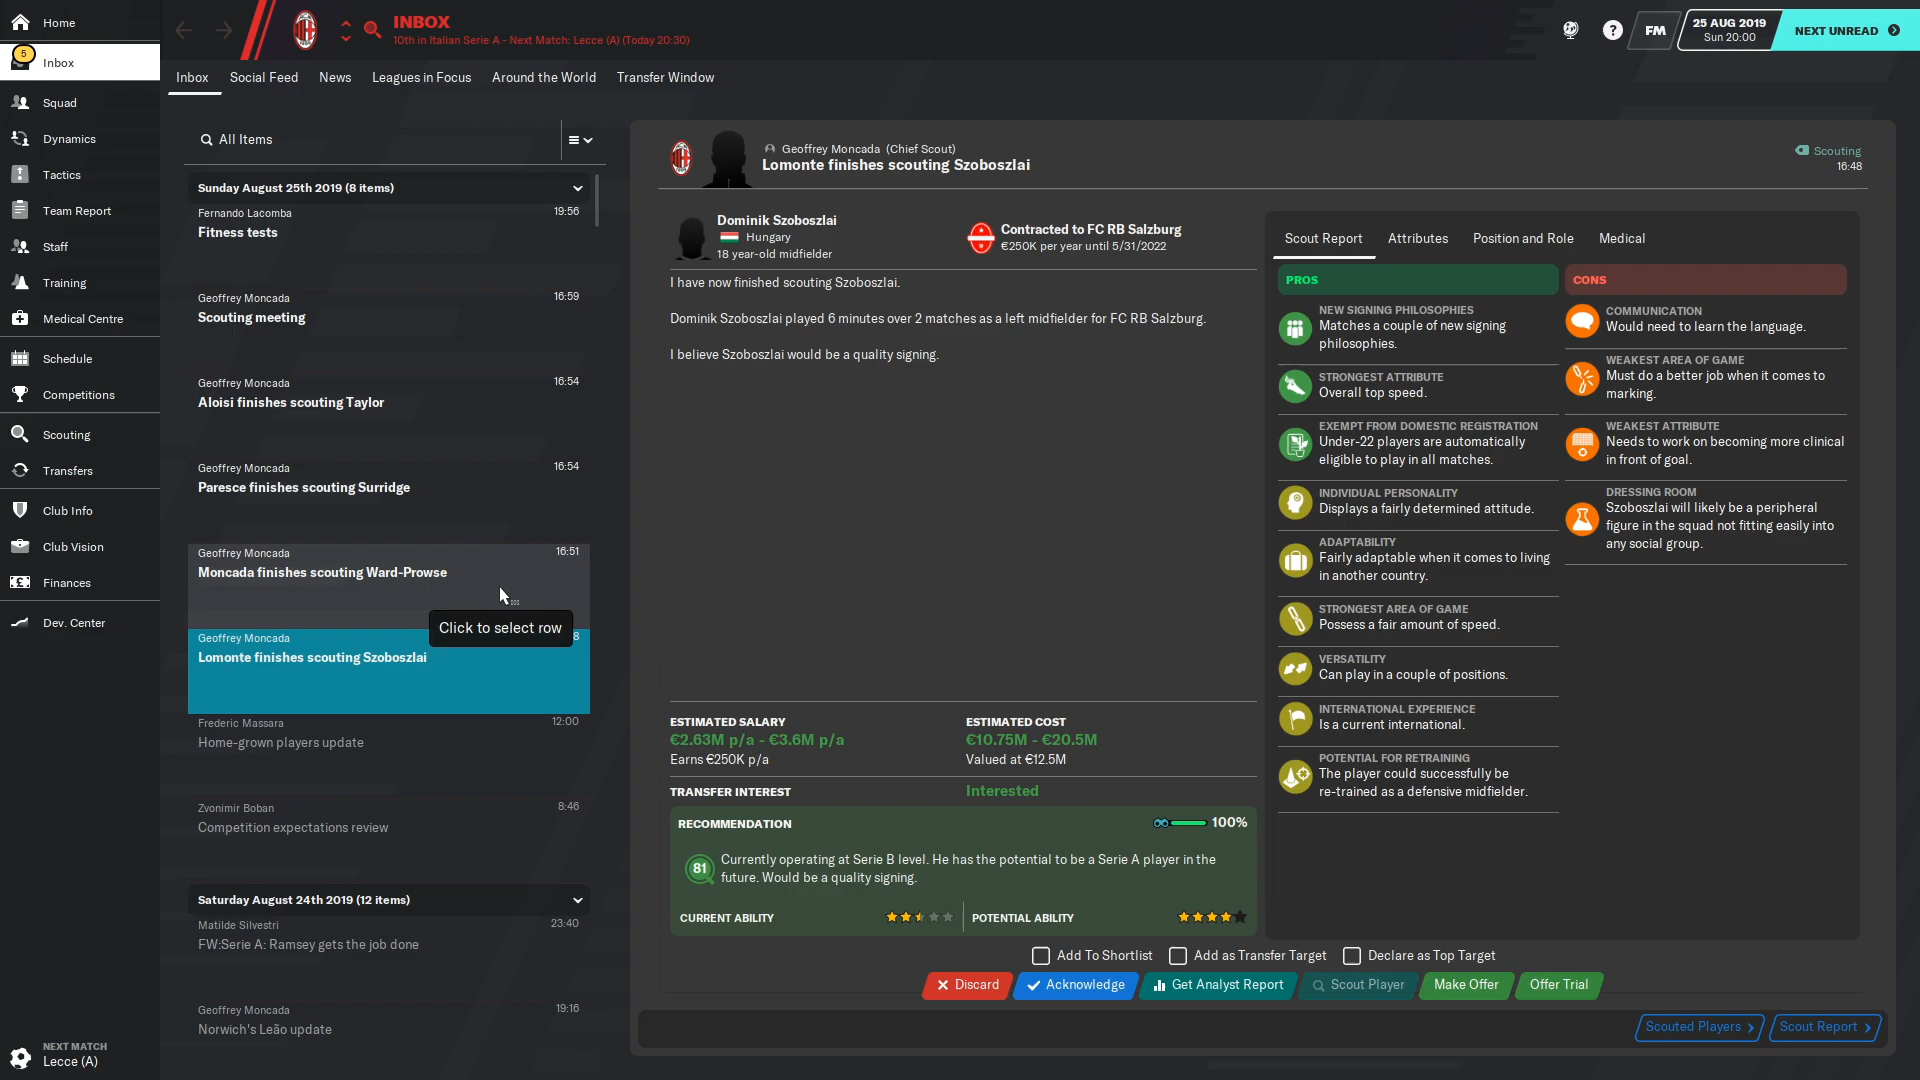 Home
5
Inbox
Squad
Dynamics
Tactics
Team Report
Staff
Training
Medical Centre
Schedule
Competitions
Scouting
Transfers
Club Info
Club Vision
Finances
Dev. Center
NEXT MATCH
Lecce (A)
INBOX
10th in Italian Serie A - Next Match: Lecce (A) (Today 20:30)
?
FM
25 AUG 2019
Sun 20:00
NEXT UNREAD
Inbox
Social Feed
News
Leagues in Focus
Around the World
Transfer Window
All Items
Sunday August 25th 2019 (8 items)
Fernando Lacomba 19:56
Fitness tests
Geoffrey Moncada 16:59
Scouting meeting
Geoffrey Moncada 16:54
Aloisi finishes scouting Taylor
Geoffrey Moncada 16:54
Paresce finishes scouting Surridge
Geoffrey Moncada 16:51
Moncada finishes scouting Ward-Prowse
Click to select row
Geoffrey Moncada 8
Lomonte finishes scouting Szoboszlai
Frederic Massara 12:00
Home-grown players update
Zvonimir Boban 8:46
Competition expectations review
Saturday August 24th 2019 (12 items)
Matilde Silvestri 23:40
FW:Serie A: Ramsey gets the job done
Geoffrey Moncada 19:16
Norwich's Leão update
Geoffrey Moncada (Chief Scout)
Lomonte finishes scouting Szoboszlai
Scouting
16:48
Dominik Szoboszlai
Hungary
18 year-old midfielder
Contracted to FC RB Salzburg
€250K per year until 5/31/2022
I have now finished scouting Szoboszlai.
Dominik Szoboszlai played 6 minutes over 2 matches as a left midfielder for FC RB Salzburg.
I believe Szoboszlai would be a quality signing.
ESTIMATED SALARY
€2.63M p/a - €3.6M p/a
Earns €250K p/a
ESTIMATED COST
€10.75M - €20.5M
Valued at €12.5M
TRANSFER INTEREST
Interested
RECOMMENDATION
100%
81
Currently operating at Serie B level. He has the potential to be a Serie A player in the
future. Would be a quality signing.
CURRENT ABILITY
POTENTIAL ABILITY
Scout Report
Attributes
Position and Role
Medical
PROS
NEW SIGNING PHILOSOPHIES
Matches a couple of new signing
philosophies.
STRONGEST ATTRIBUTE
Overall top speed.
EXEMPT FROM DOMESTIC REGISTRATION
Under-22 players are automatically
eligible to play in all matches.
INDIVIDUAL PERSONALITY
Displays a fairly determined attitude.
ADAPTABILITY
Fairly adaptable when it comes to living
in another country.
STRONGEST AREA OF GAME
Possess a fair amount of speed.
VERSATILITY
Can play in a couple of positions.
INTERNATIONAL EXPERIENCE
Is a current international.
POTENTIAL FOR RETRAINING
The player could successfully be
re-trained as a defensive midfielder.
CONS
COMMUNICATION
Would need to learn the language.
WEAKEST AREA OF GAME
Must do a better job when it comes to
marking.
WEAKEST ATTRIBUTE
Needs to work on becoming more clinical
in front of goal.
DRESSING ROOM
Szoboszlai will likely be a peripheral
figure in the squad not fitting easily into
any social group.
Add To Shortlist
Add as Transfer Target
Declare as Top Target
Discard
Acknowledge
Get Analyst Report
Scout Player
Make Offer
Offer Trial
Scouted Players
Scout Report